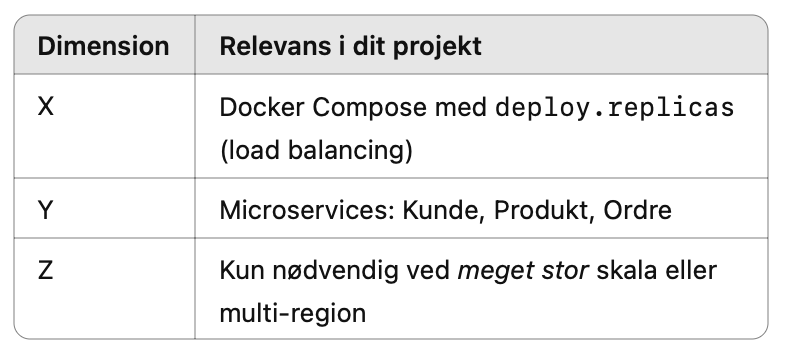 Dimension Relevans i dit projekt
X Docker Compose med deploy.replicas
(load balancing)
Y Microservices: Kunde, Produkt, Ordre
Z Kun nødvendig ved meget stor skala eller
multi-region